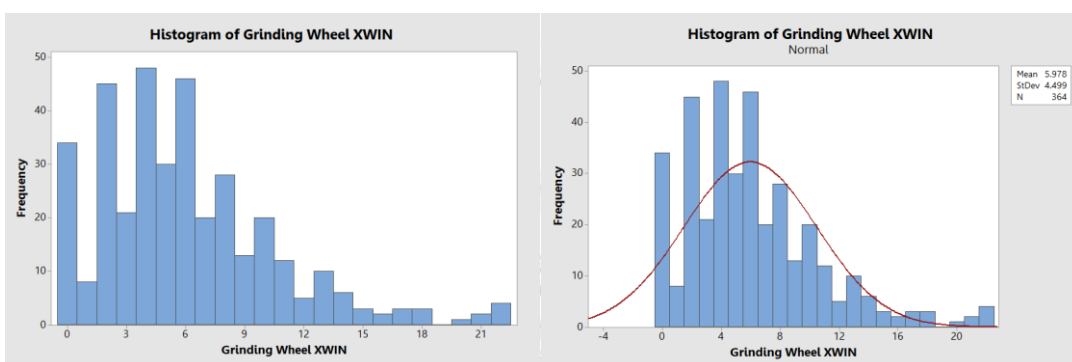 Histogram of Grinding Wheel XWIN
50
40
30
20
10
0
Frequency
0 3 6 9 12 15 18 21
Grinding Wheel XWIN
Histogram of Grinding Wheel XWIN
Normal
50
40
30
20
10
0
Frequency
-4 0 4 8 12 16 20
Grinding Wheel XWIN
Mean 5.978
StDev 4.499
N 364